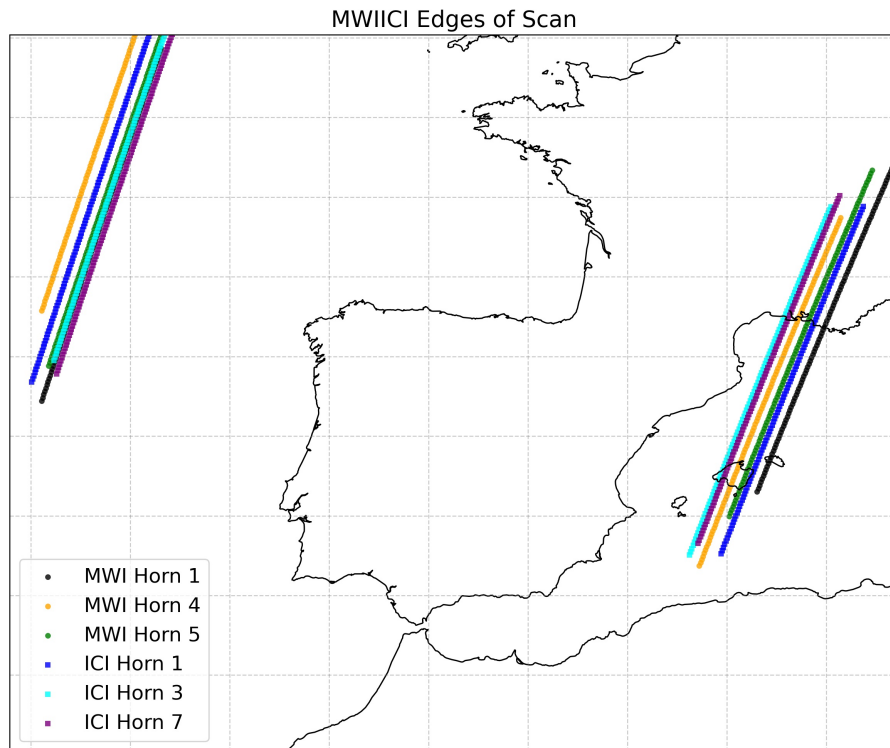 MWIICI Edges of Scan
MWI Horn 1
MWI Horn 4
MWI Horn 5
ICI Horn 1
ICI Horn 3
ICI Horn 7